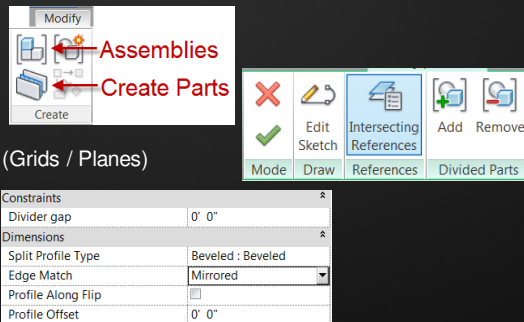 Modify
Assemblies
Create Parts
Create
Edit Sketch
Intersecting References
Add
Remove
Mode
Draw
References
Divided Parts
(Grids / Planes)
Constraints
Divider gap 0' 0"
Dimensions
Split Profile Type Beveled : Beveled
Edge Match Mirrored
Profile Along Flip
Profile Offset 0' 0"